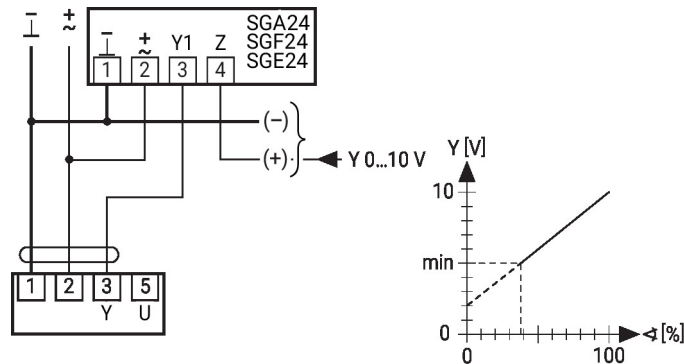 ⊥ ~
SGA24
SGF24
SGE24
⊥ ~ Y1 Z
1 2 3 4
(–)
(+)
Y 0...10 V
1 2 3 5
Y U
Y [V]
10
min
0
0 100
∢ [%]